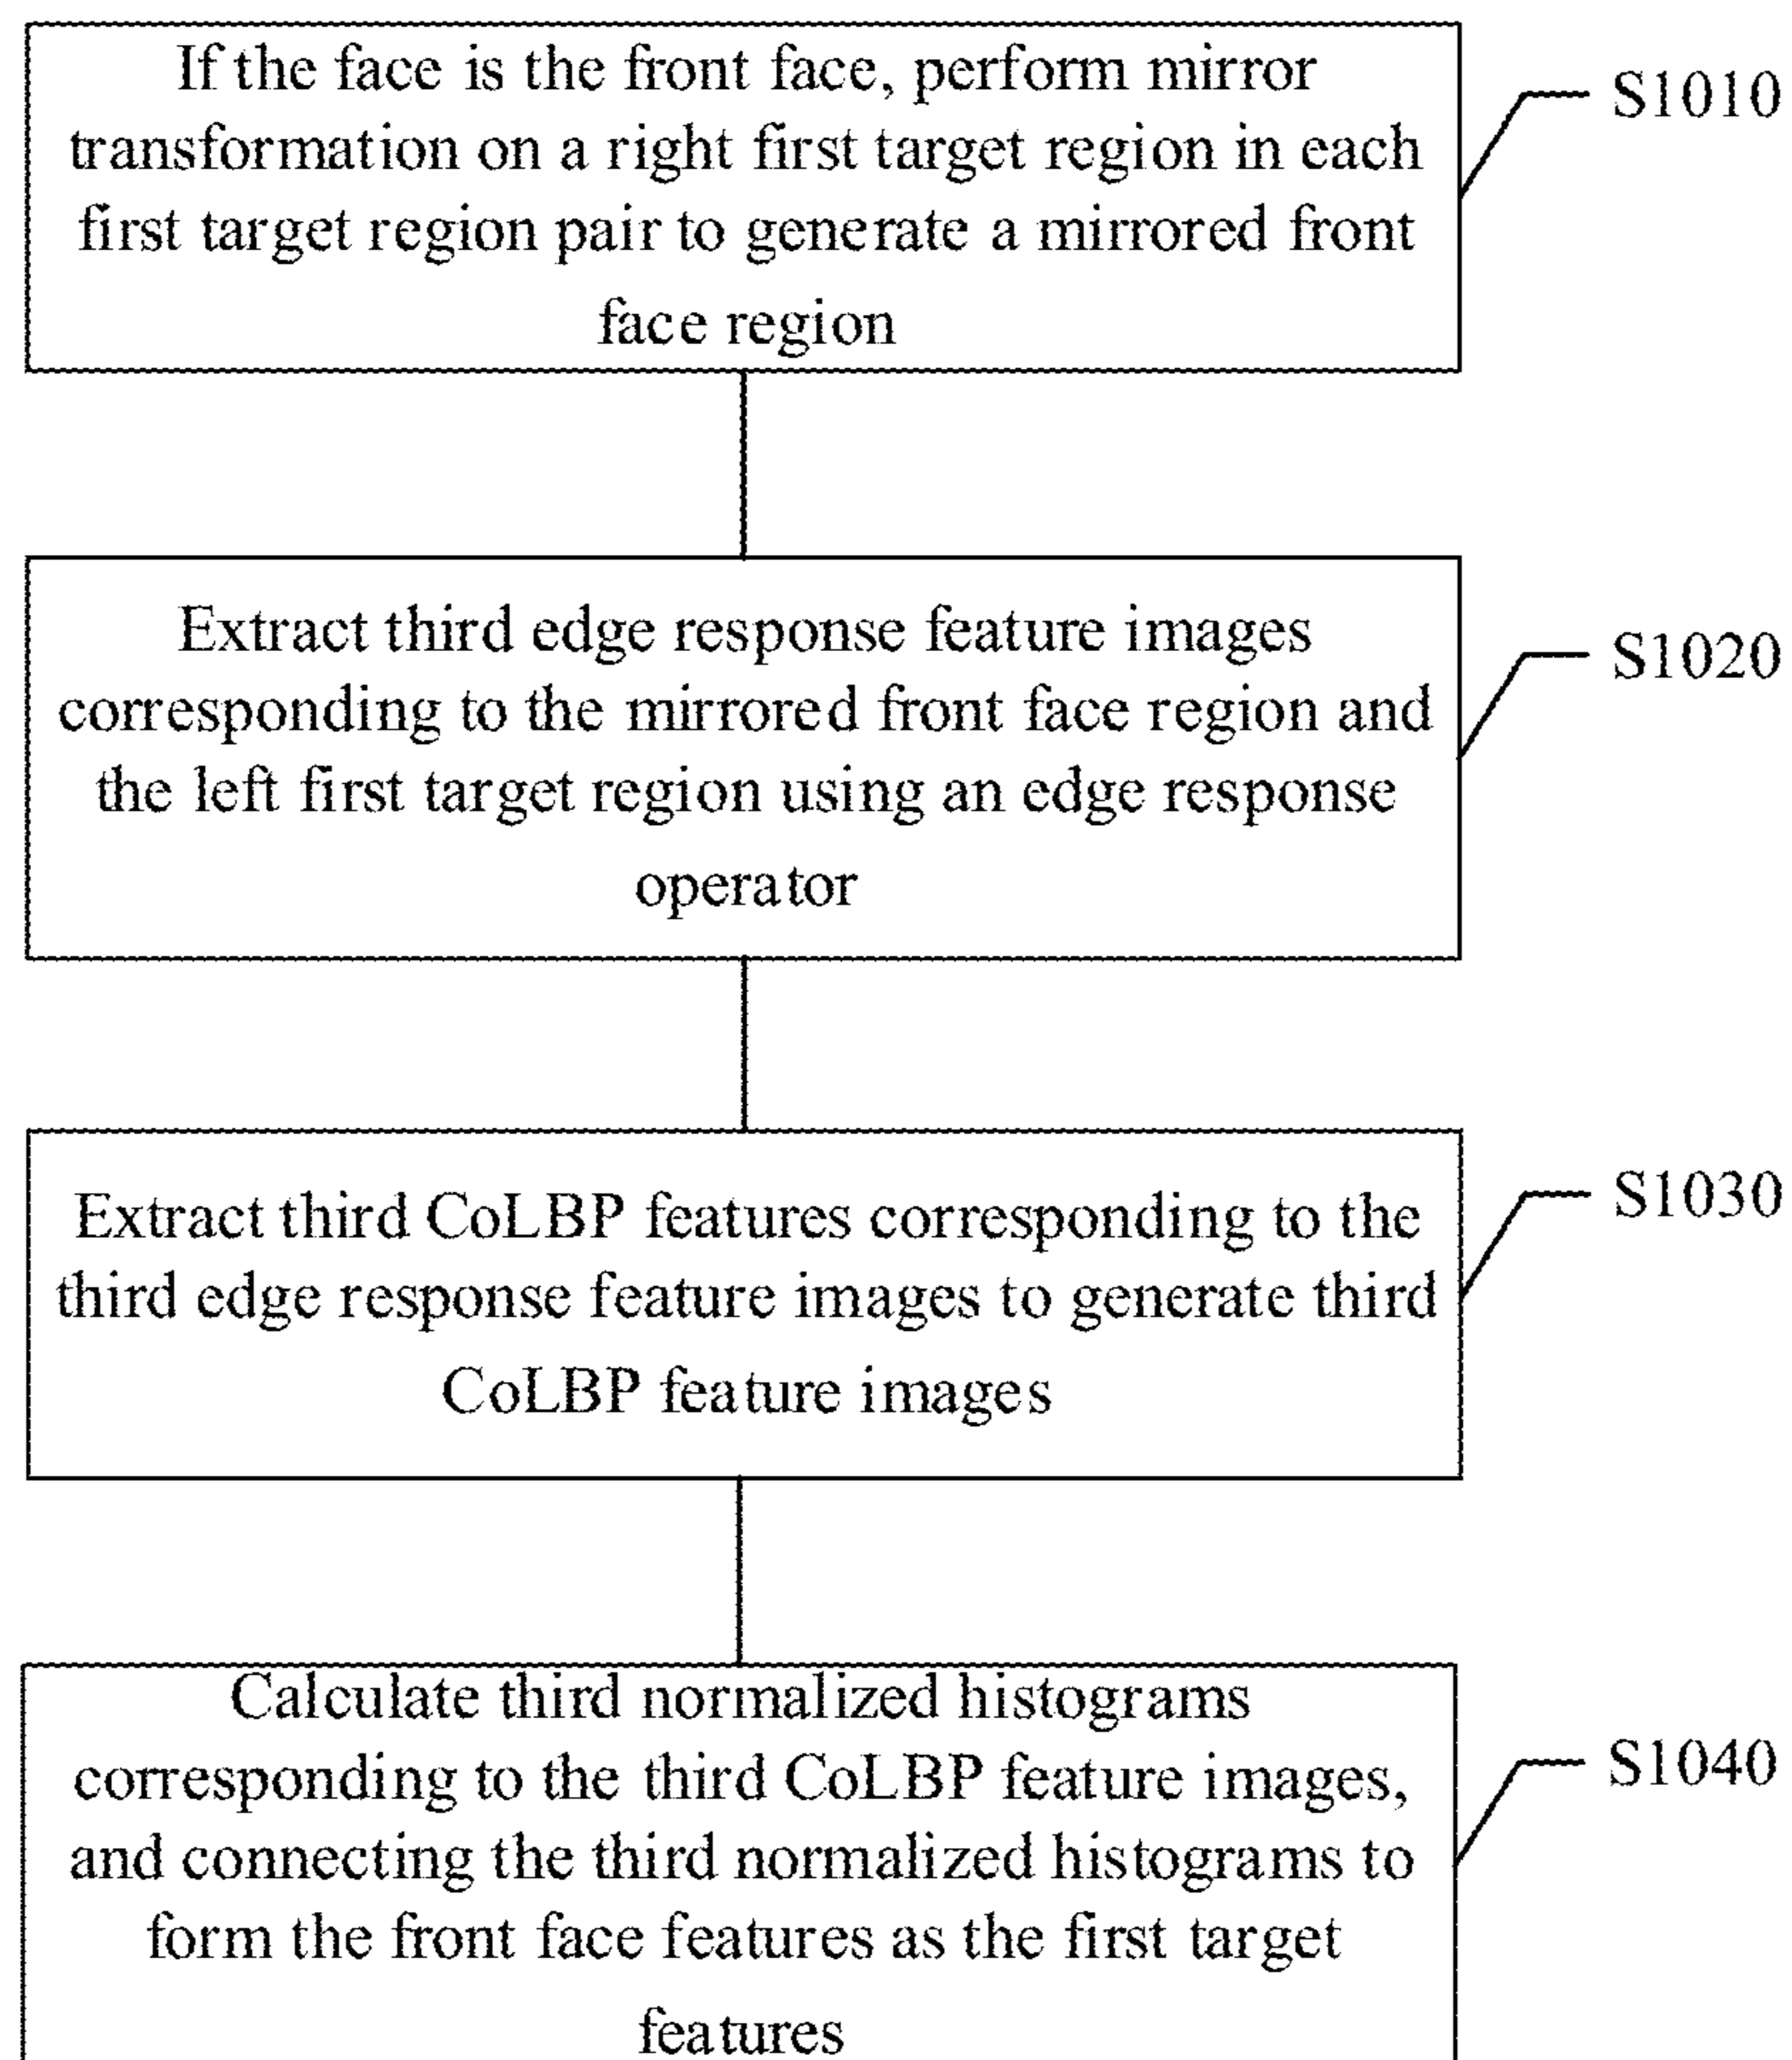 If the face is the front face, perform mirror
transformation on a right first target region in each
first target region pair to generate a mirrored front
face region
S1010
Extract third edge response feature images
corresponding to the mirrored front face region and
the left first target region using an edge response
operator
S1020
Extract third CoLBP features corresponding to the
third edge response feature images to generate third
CoLBP feature images
S1030
Calculate third normalized histograms
corresponding to the third CoLBP feature images,
and connecting the third normalized histograms to
form the front face features as the first target
features
S1040